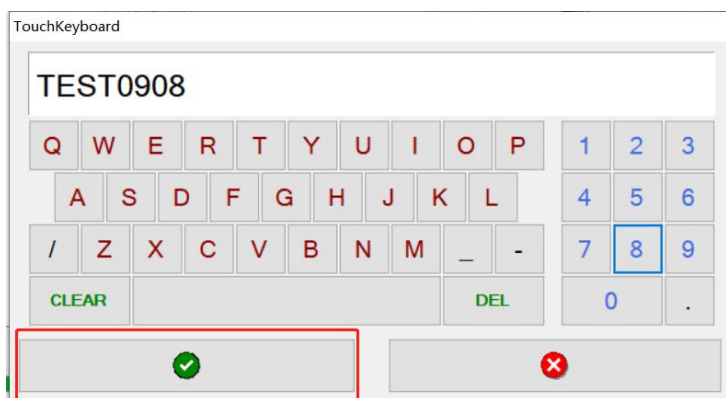 TouchKeyboard
TEST0908
Q W E R T Y U I O P 1 2 3
A S D F G H J K L 4 5 6
/ Z X C V B N M _ - 7 8 9
CLEAR DEL 0 .